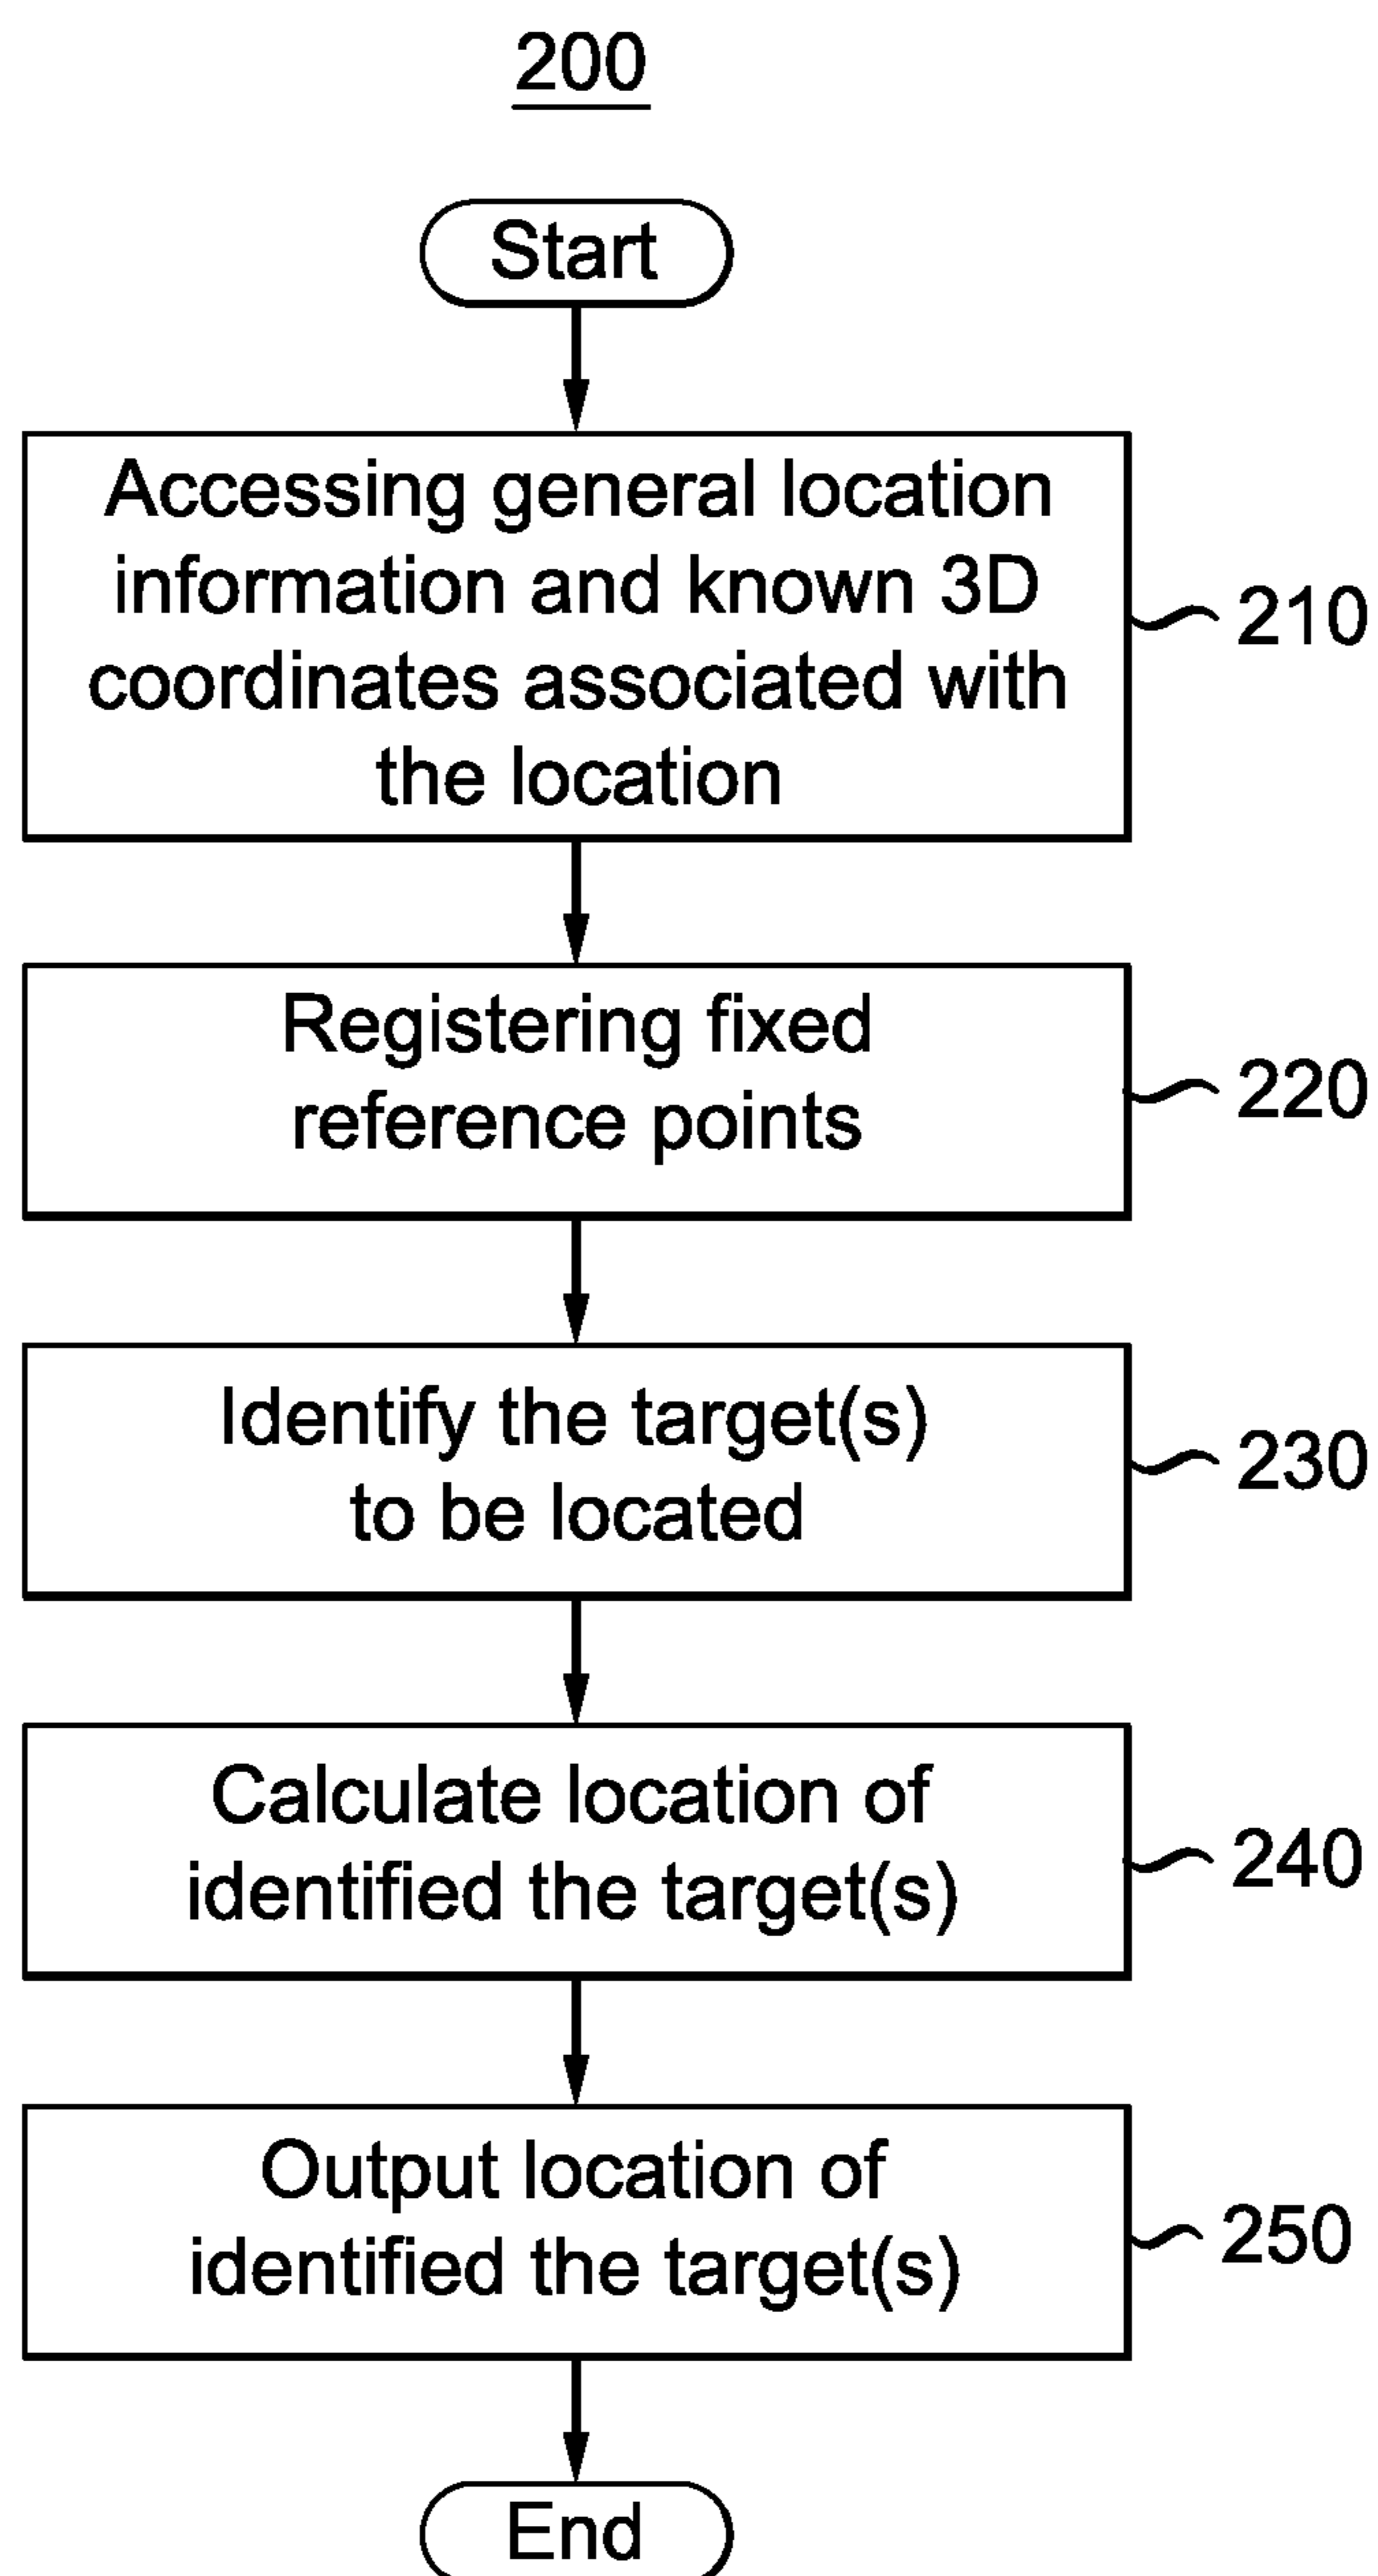 200
Start
Accessing general location
information and known 3D
coordinates associated with
the location
210
Registering fixed
reference points
220
Identify the target(s)
to be located
230
Calculate location of
identified the target(s)
240
Output location of
identified the target(s)
250
End